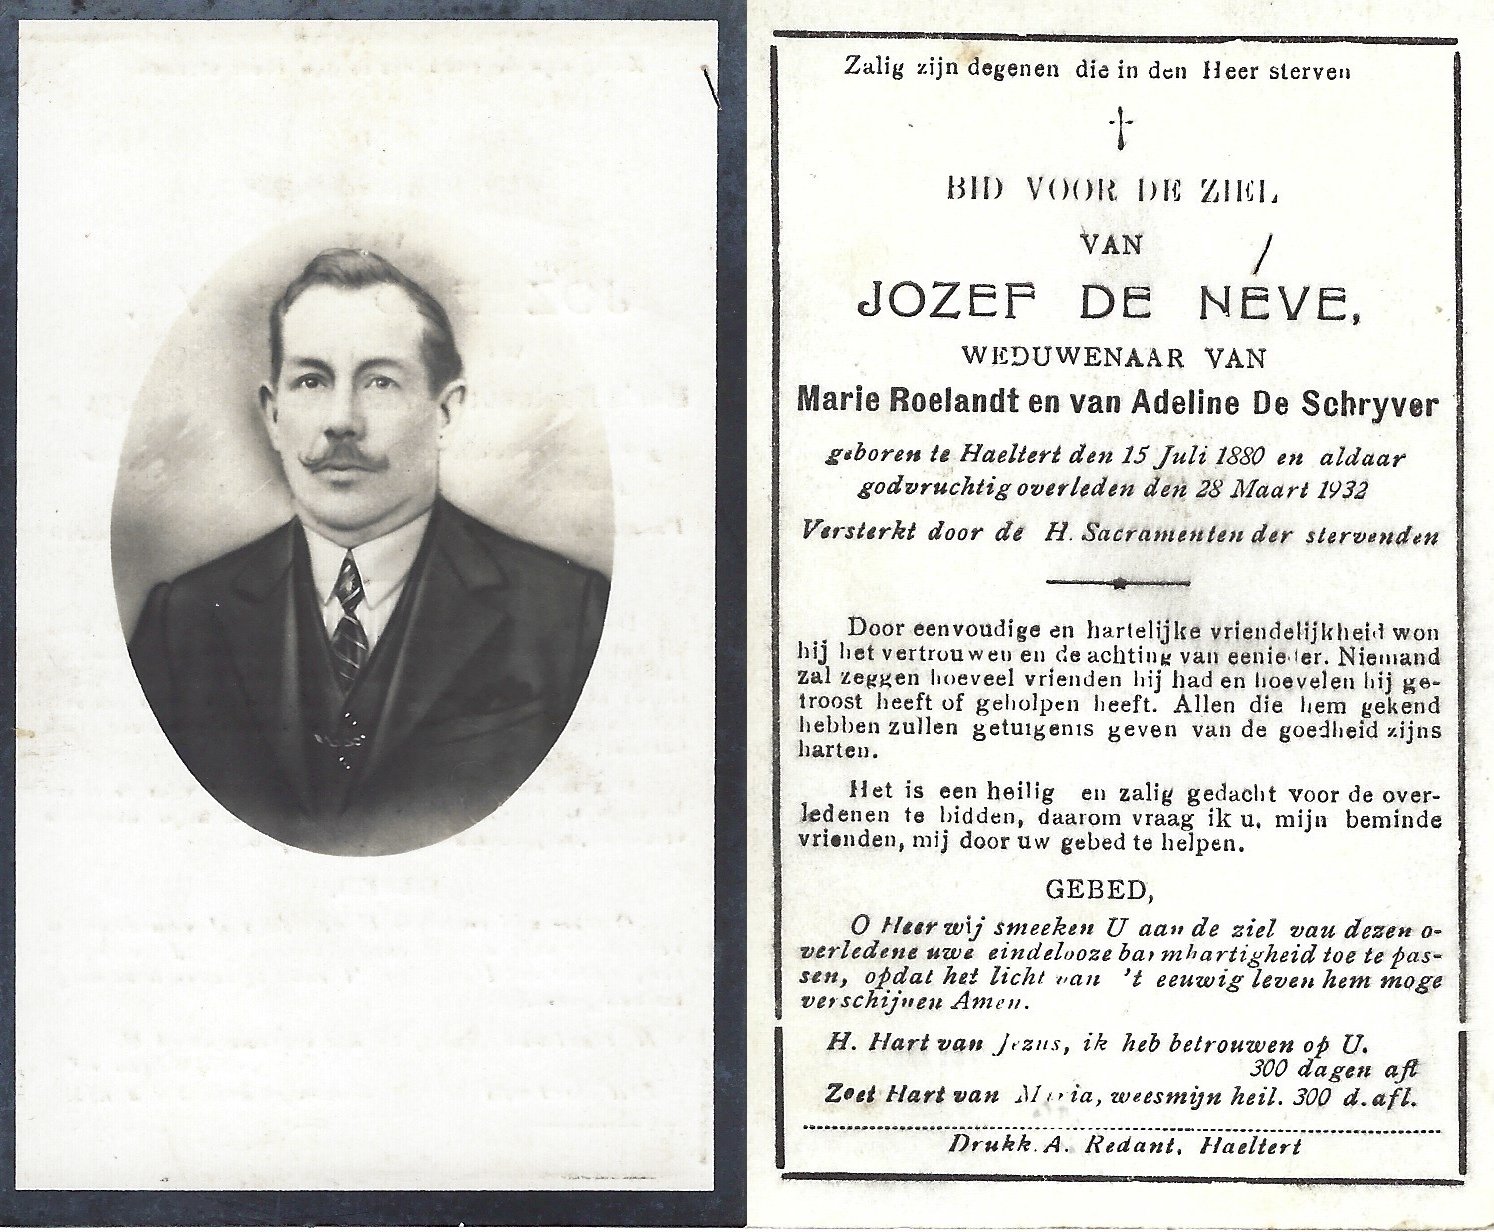 Zalig zijn degenen die in den Heer sterven
BID VOOR DE ZIEL
VAN
JOZEF DE NEVE,
WEDUWENAAR VAN
Marie Roelandt en van Adeline De Schryver
geboren te Haeltert den 15 Juli 1880 en aldaar
godvruchtig overleden den 28 Maart 1932
Versterkt door de H. Sacramenten der stervenden
Door eenvoudige en hartelijke vriendelijkheid won
hij het vertrouwen en de achting van eenieder. Niemand
zal zeggen hoeveel vrienden hij had en hoevelen hij ge-
troost heeft of geholpen heeft. Allen die hem gekend
hebben zullen getuigenis geven van de goedheid zijns
harten.
Het is een heilig en zalig gedacht voor de over-
ledenen te bidden, daarom vraag ik u, mijn beminde
vrienden, mij door uw gebed te helpen.
GEBED,
O Heer wij smeeken U aan de ziel vau dezen o-
verledene uwe eindelooze barmhartigheid toe te pas-
sen, opdat het licht van 't eeuwig leven hem moge
verschijnen Amen.
H. Hart van Jezus, ik heb betrouwen op U.
300 dagen afl
Zoet Hart van Maria, weesmijn heil. 300 d. afl.
Drukk. A. Redant, Haeltert